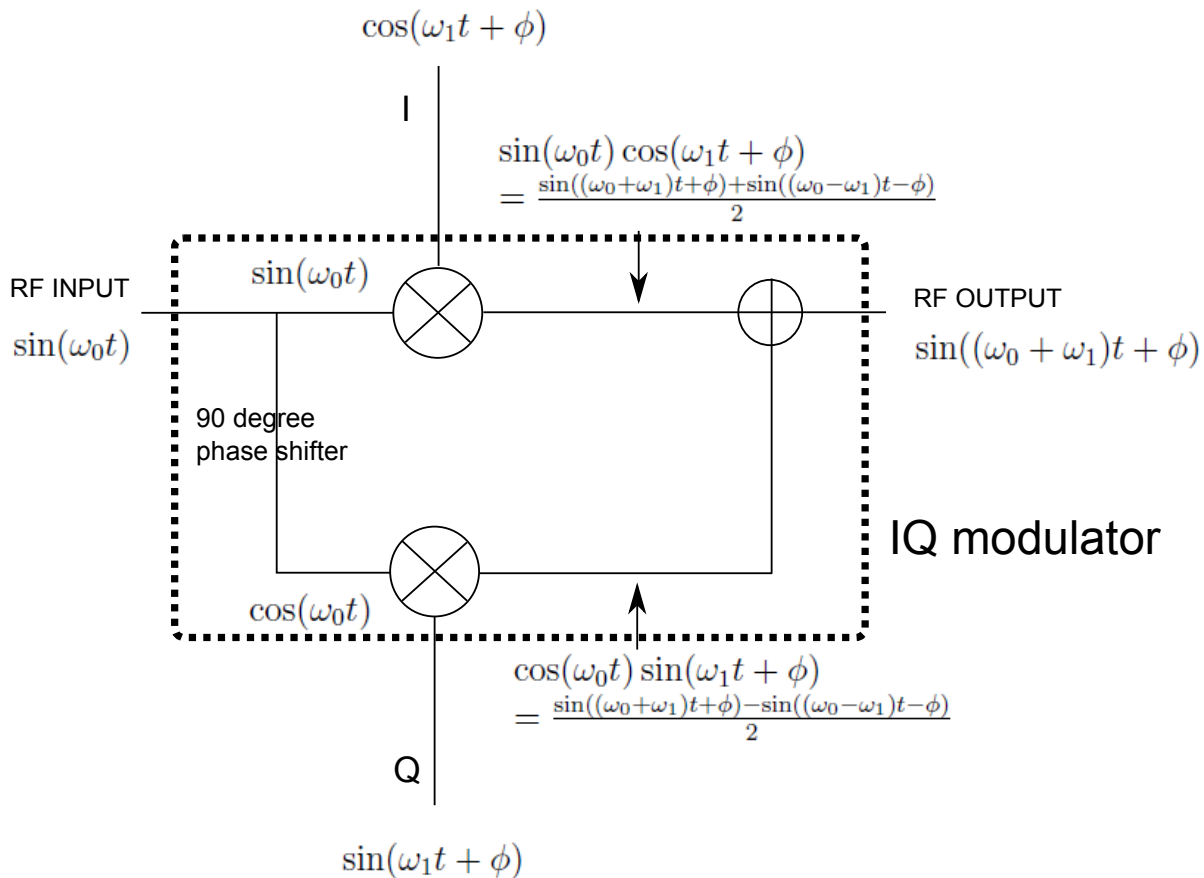 cos(ω₁t + ϕ)
I
sin(ω₀t) cos(ω₁t + ϕ)
= \frac{sin((ω₀+ω₁)t+ϕ)+sin((ω₀−ω₁)t−ϕ)}{2}
RF INPUT
sin(ω₀t)
sin(ω₀t)
RF OUTPUT
sin((ω₀ + ω₁)t + ϕ)
90 degree
phase shifter
IQ modulator
cos(ω₀t)
cos(ω₀t) sin(ω₁t + ϕ)
= \frac{sin((ω₀+ω₁)t+ϕ)−sin((ω₀−ω₁)t−ϕ)}{2}
Q
sin(ω₁t + ϕ)